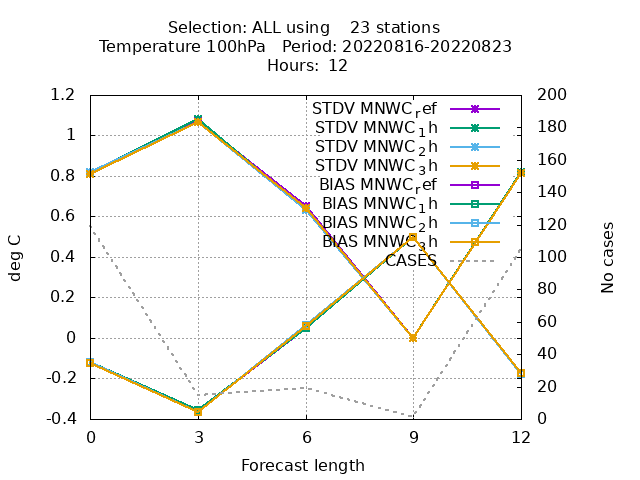 Selection: ALL using    23 stations
Temperature 100hPa   Period: 20220816-20220823
Hours:  12
1.2
1
0.8
0.6
0.4
0.2
0
-0.2
-0.4
deg C
STDV MNWC_ref
STDV MNWC_1h
STDV MNWC_2h
STDV MNWC_3h
BIAS MNWC_ref
BIAS MNWC_1h
BIAS MNWC_2h
BIAS MNWC_3h
CASES
200
180
160
140
120
100
80
60
40
20
0
No cases
0 3 6 9 12
Forecast length